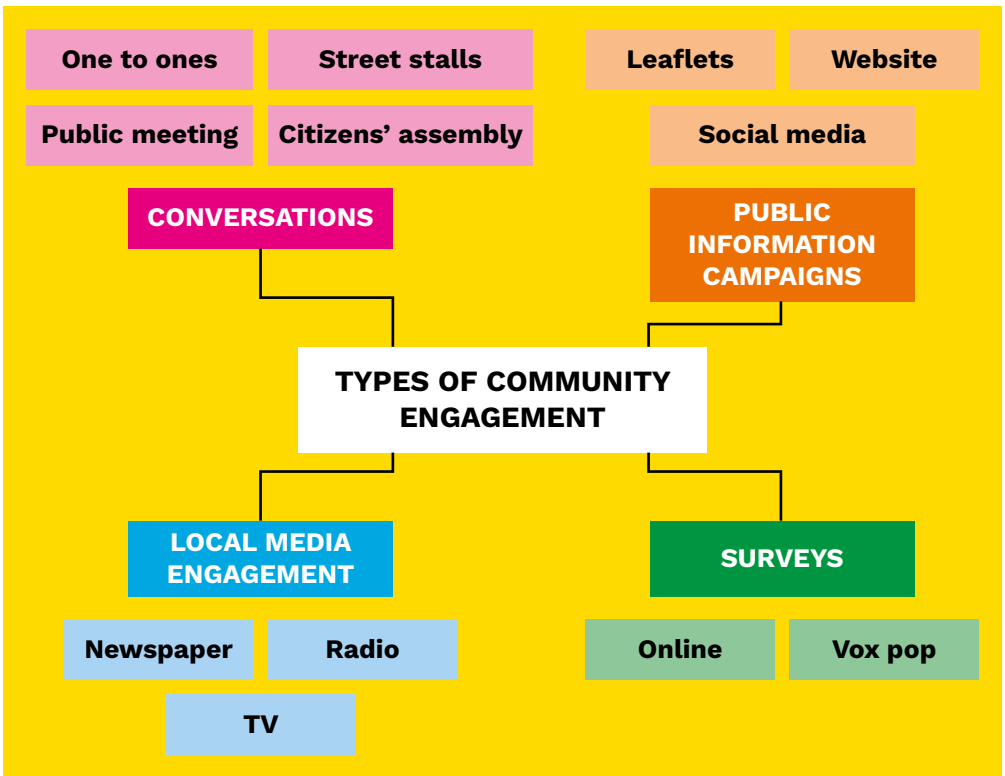 One to ones
Street stalls
Public meeting
Citizens’ assembly
CONVERSATIONS
Leaflets
Website
Social media
PUBLIC
INFORMATION
CAMPAIGNS
TYPES OF COMMUNITY
ENGAGEMENT
LOCAL MEDIA
ENGAGEMENT
Newspaper
Radio
TV
SURVEYS
Online
Vox pop